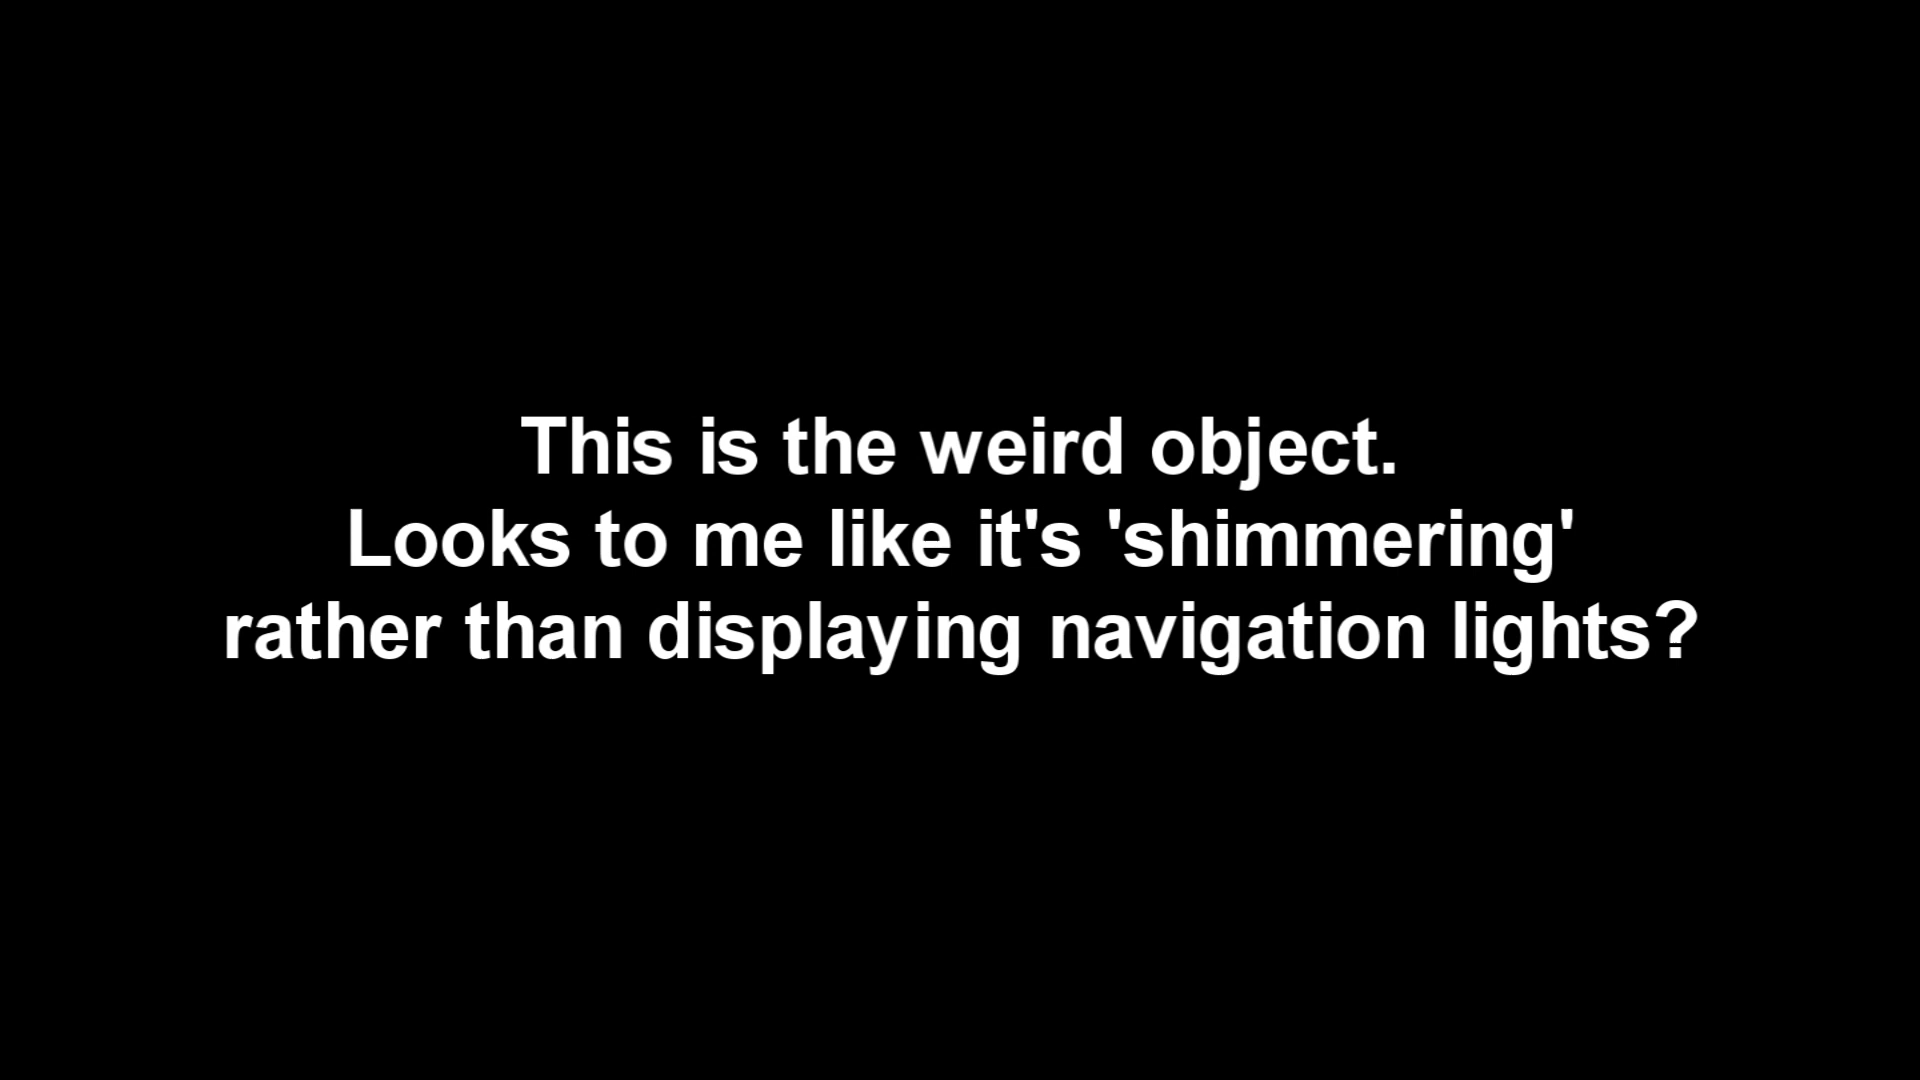 This is the weird object.
Looks to me like it's 'shimmering'
rather than displaying navigation lights?